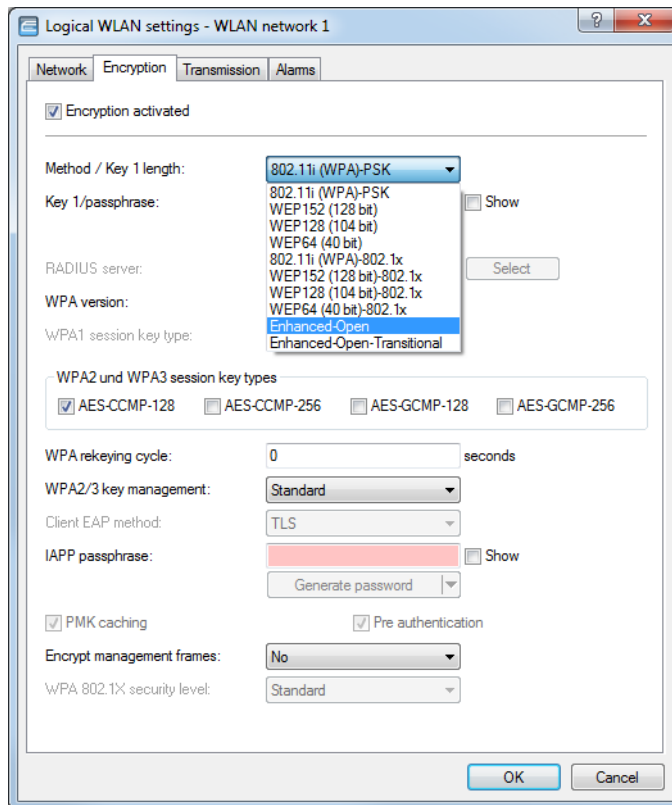 Logical WLAN settings - WLAN network 1
Network Encryption Transmission Alarms
Encryption activated
Method / Key 1 length: 802.11i (WPA)-PSK
802.11i (WPA)-PSK
Key 1/passphrase: Show
WEP152 (128 bit)
WEP128 (104 bit)
WEP64 (40 bit)
802.11i (WPA)-802.1x
RADIUS server: Select
WEP152 (128 bit)-802.1x
WEP128 (104 bit)-802.1x
WPA version:
WEP64 (40 bit)-802.1x
Enhanced-Open
WPA1 session key type:
Enhanced-Open-Transitional
WPA2 und WPA3 session key types
AES-CCMP-128 AES-CCMP-256 AES-GCMP-128 AES-GCMP-256
WPA rekeying cycle: 0 seconds
WPA2/3 key management: Standard
Client EAP method: TLS
IAPP passphrase: Show
Generate password
PMK caching Pre authentication
Encrypt management frames: No
WPA 802.1X security level: Standard
OK Cancel